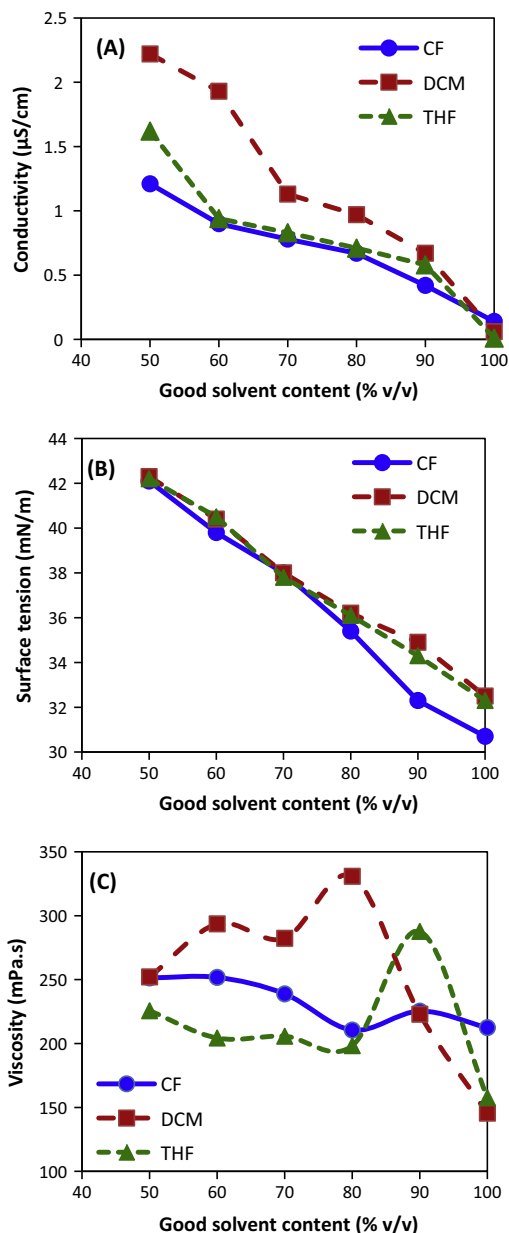 (A)
CF
DCM
THF
Conductivity (µS/cm)
2.5
2
1.5
1
0.5
0
40 50 60 70 80 90 100
Good solvent content (% v/v)
(B)
CF
DCM
THF
Surface tension (mN/m)
44
42
40
38
36
34
32
30
40 50 60 70 80 90 100
Good solvent content (% v/v)
(C)
Viscosity (mPa.s)
350
300
250
200
150
100
CF
DCM
THF
40 50 60 70 80 90 100
Good solvent content (% v/v)